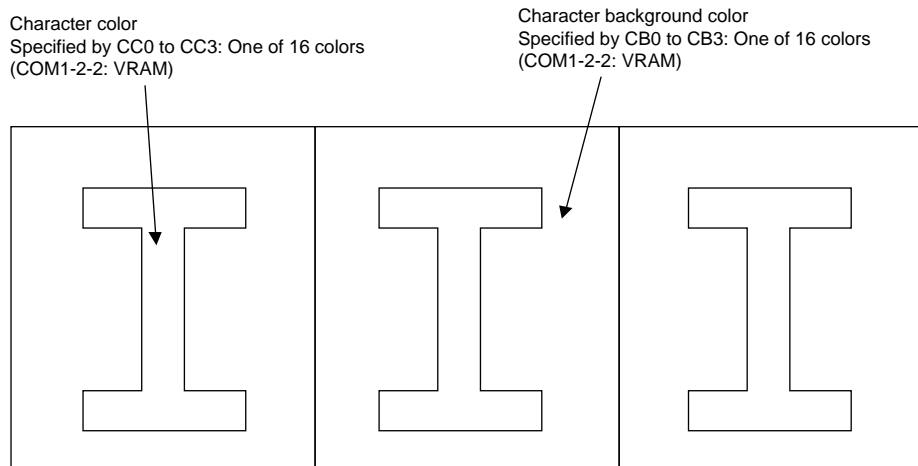 Character color
Specified by CC0 to CC3: One of 16 colors
(COM1-2-2: VRAM)
Character background color
Specified by CB0 to CB3: One of 16 colors
(COM1-2-2: VRAM)